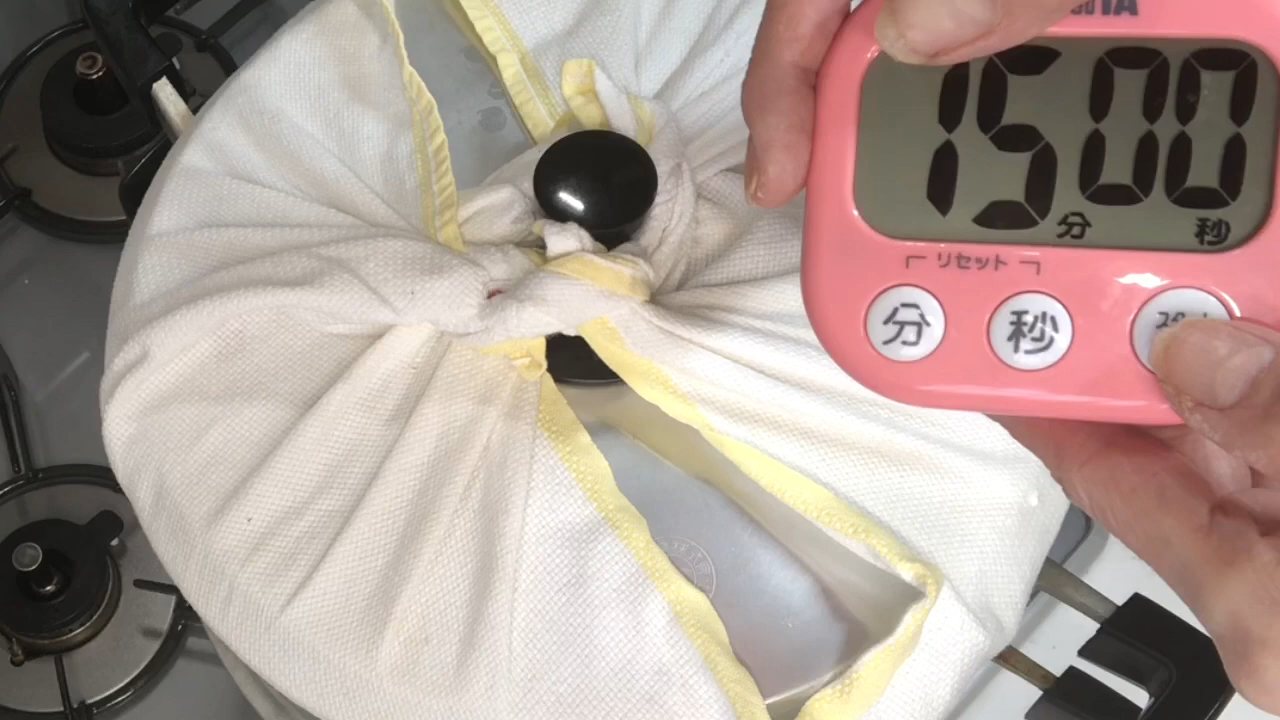 15 00
分 秒
リセット
分 秒